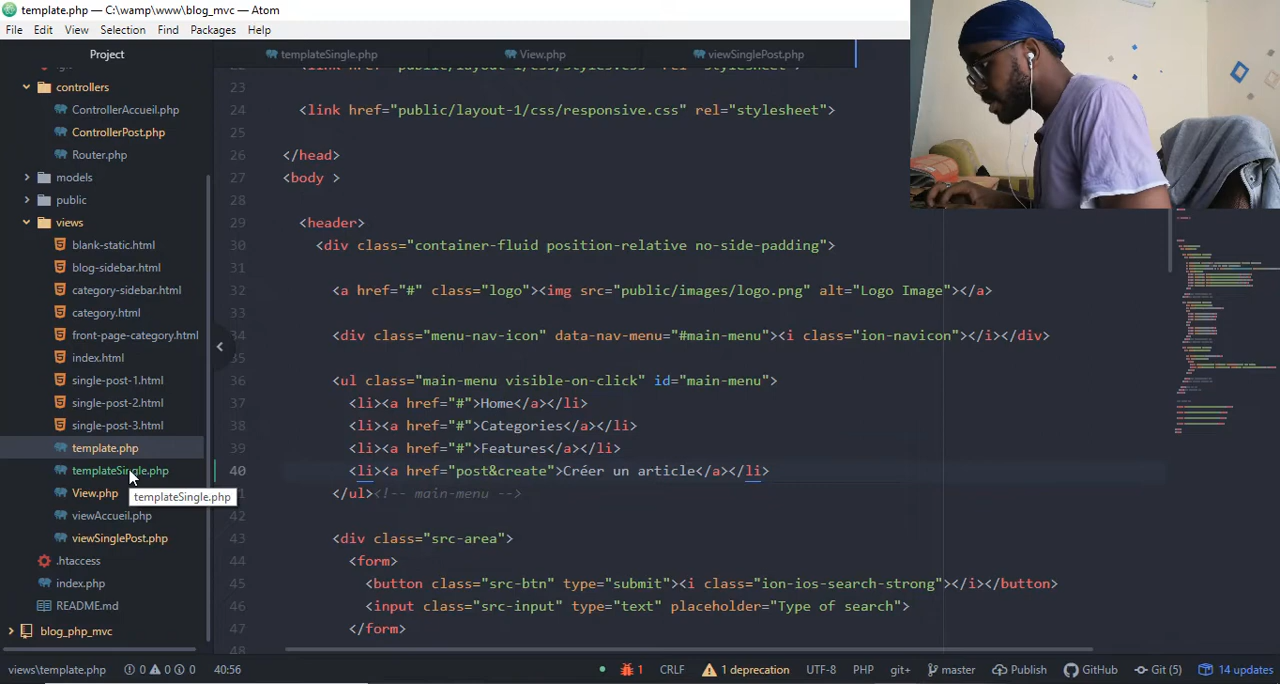 template.php — C:\wamp\www\blog_mvc — Atom
File Edit View Selection Find Packages Help
Project
templateSingle.php View.php viewSinglePost.php
controllers
ControllerAccueil.php
ControllerPost.php
Router.php
models
public
views
blank-static.html
blog-sidebar.html
category-sidebar.html
category.html
front-page-category.html
index.html
single-post-1.html
single-post-2.html
single-post-3.html
template.php
templateSingle.php
templateSingle.php
View.php
viewAccueil.php
viewSinglePost.php
.htaccess
index.php
README.md
blog_php_mvc
23
24 <link href="public/layout-1/css/responsive.css" rel="stylesheet">
25
26 </head>
27 <body >
28
29 <header>
30 <div class="container-fluid position-relative no-side-padding">
31
32 <a href="#" class="logo"><img src="public/images/logo.png" alt="Logo Image"></a>
34 <div class="menu-nav-icon" data-nav-menu="#main-menu"><i class="ion-navicon"></i></div>
35
36 <ul class="main-menu visible-on-click" id="main-menu">
37 <li><a href="#">Home</a></li>
38 <li><a href="#">Categories</a></li>
39 <li><a href="#">Features</a></li>
40 <li><a href="post&create">Créer un article</a></li>
</ul><!-- main-menu -->
42
43 <div class="src-area">
44 <form>
45 <button class="src-btn" type="submit"><i class="ion-ios-search-strong"></i></button>
46 <input class="src-input" type="text" placeholder="Type of search">
47 </form>
48
views\template.php 0 0 0 40:56 1 CRLF 1 deprecation UTF-8 PHP git+ master Publish GitHub Git (5) 14 updates